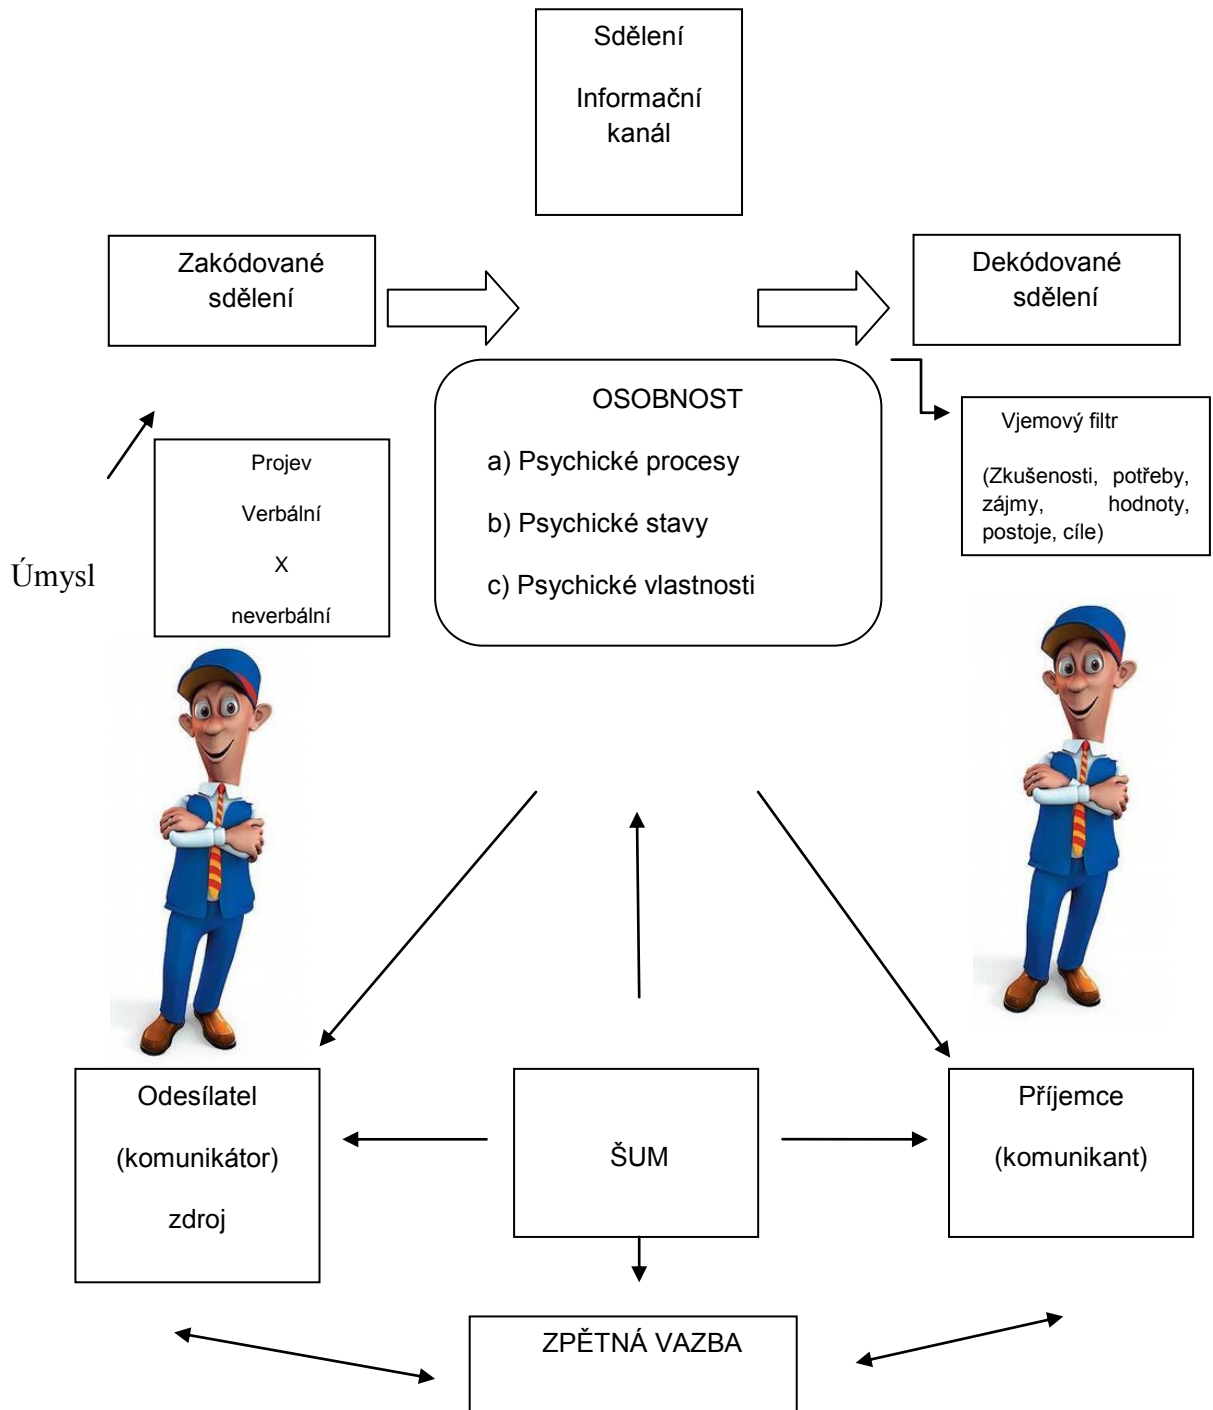 Sdělení
Informační
kanál
Zakódované
sdělení
Dekódované
sdělení
OSOBNOST
a) Psychické procesy
b) Psychické stavy
c) Psychické vlastnosti
Vjemový filtr
(Zkušenosti, potřeby,
zájmy, hodnoty,
postoje, cíle)
Projev
Verbální
X
neverbální
Úmysl
Odesílatel
(komunikátor)
zdroj
ŠUM
Příjemce
(komunikant)
ZPĚTNÁ VAZBA